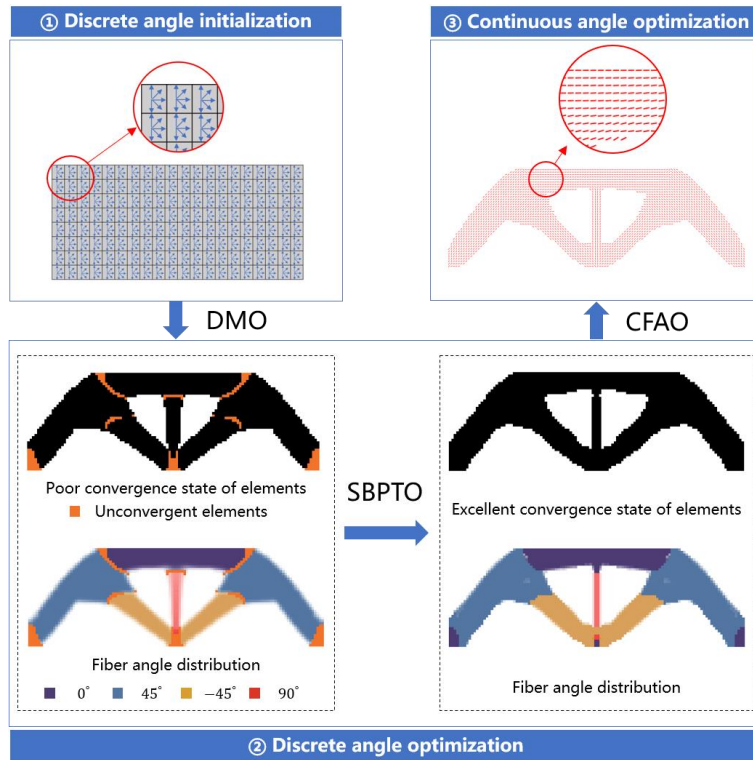 ① Discrete angle initialization
③ Continuous angle optimization
DMO
CFAO
Poor convergence state of elements
Unconvergent elements
SBPTO
Excellent convergence state of elements
Fiber angle distribution
0° 45° −45° 90°
Fiber angle distribution
② Discrete angle optimization